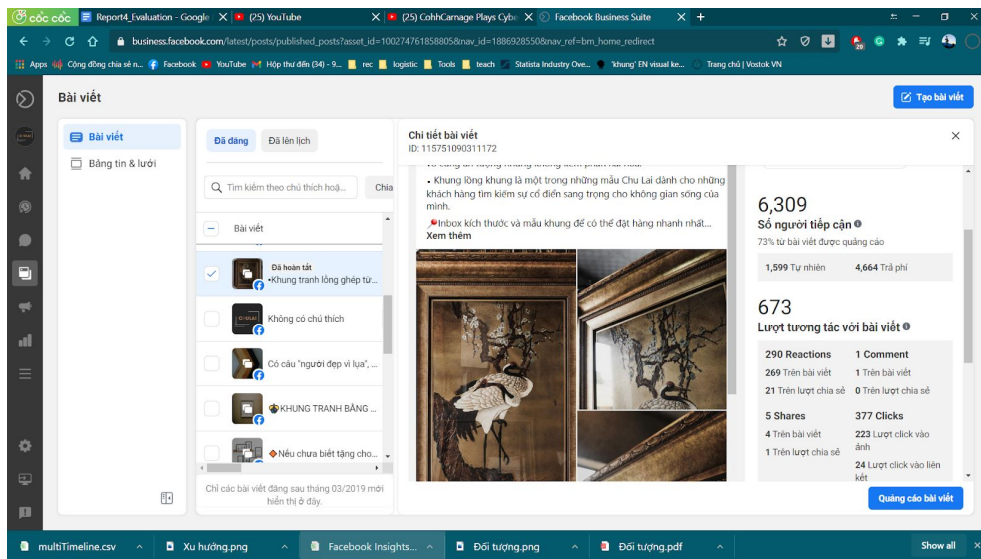 cốc cốc
Report4_Evaluation - Google
(25) YouTube
(25) CohhCarnage Plays Cybe
Facebook Business Suite
business.facebook.com/latest/posts/published_posts?asset_id=100274761858805&nav_id=1886928550&nav_ref=bm_home_redirect
Apps
Cộng đồng chia sẻ n...
Facebook
YouTube
Hộp thư đến (34) - 9...
rec
logistic
Tools
teach
Statista Industry Ove...
'khung' EN visual ke...
Trang chủ | Vostok VN
Bài viết
Tạo bài viết
Bài viết
Bảng tin & lưới
Đã đăng
Đã lên lịch
Tìm kiếm theo chú thích hoặ...
Chia
Bài viết
Đã hoàn tất
•Khung tranh lồng ghép từ...
Không có chú thích
Có câu "người đẹp vì lụa", ...
KHUNG TRANH BẰNG ...
Nếu chưa biết tặng cho...
Chỉ các bài viết đăng sau tháng 03/2019 mới
hiển thị ở đây.
Chi tiết bài viết
ID: 115751090311172
• Khung lồng khung là một trong những mẫu Chu Lai dành cho những
khách hàng tìm kiếm sự cổ điển sang trọng cho không gian sống của
mình.
Inbox kích thước và mẫu khung để có thể đặt hàng nhanh nhất...
Xem thêm
6,309
Số người tiếp cận
73% từ bài viết được quảng cáo
1,599 Tự nhiên
4,664 Trả phí
673
Lượt tương tác với bài viết
290 Reactions
1 Comment
269 Trên bài viết
1 Trên bài viết
21 Trên lượt chia sẻ
0 Trên lượt chia sẻ
5 Shares
377 Clicks
4 Trên bài viết
223 Lượt click vào
ảnh
1 Trên lượt chia sẻ
24 Lượt click vào liên
kết
Quảng cáo bài viết
multiTimeline.csv
Xu hướng.png
Facebook Insights...
Đối tượng.png
Đối tượng.pdf
Show all